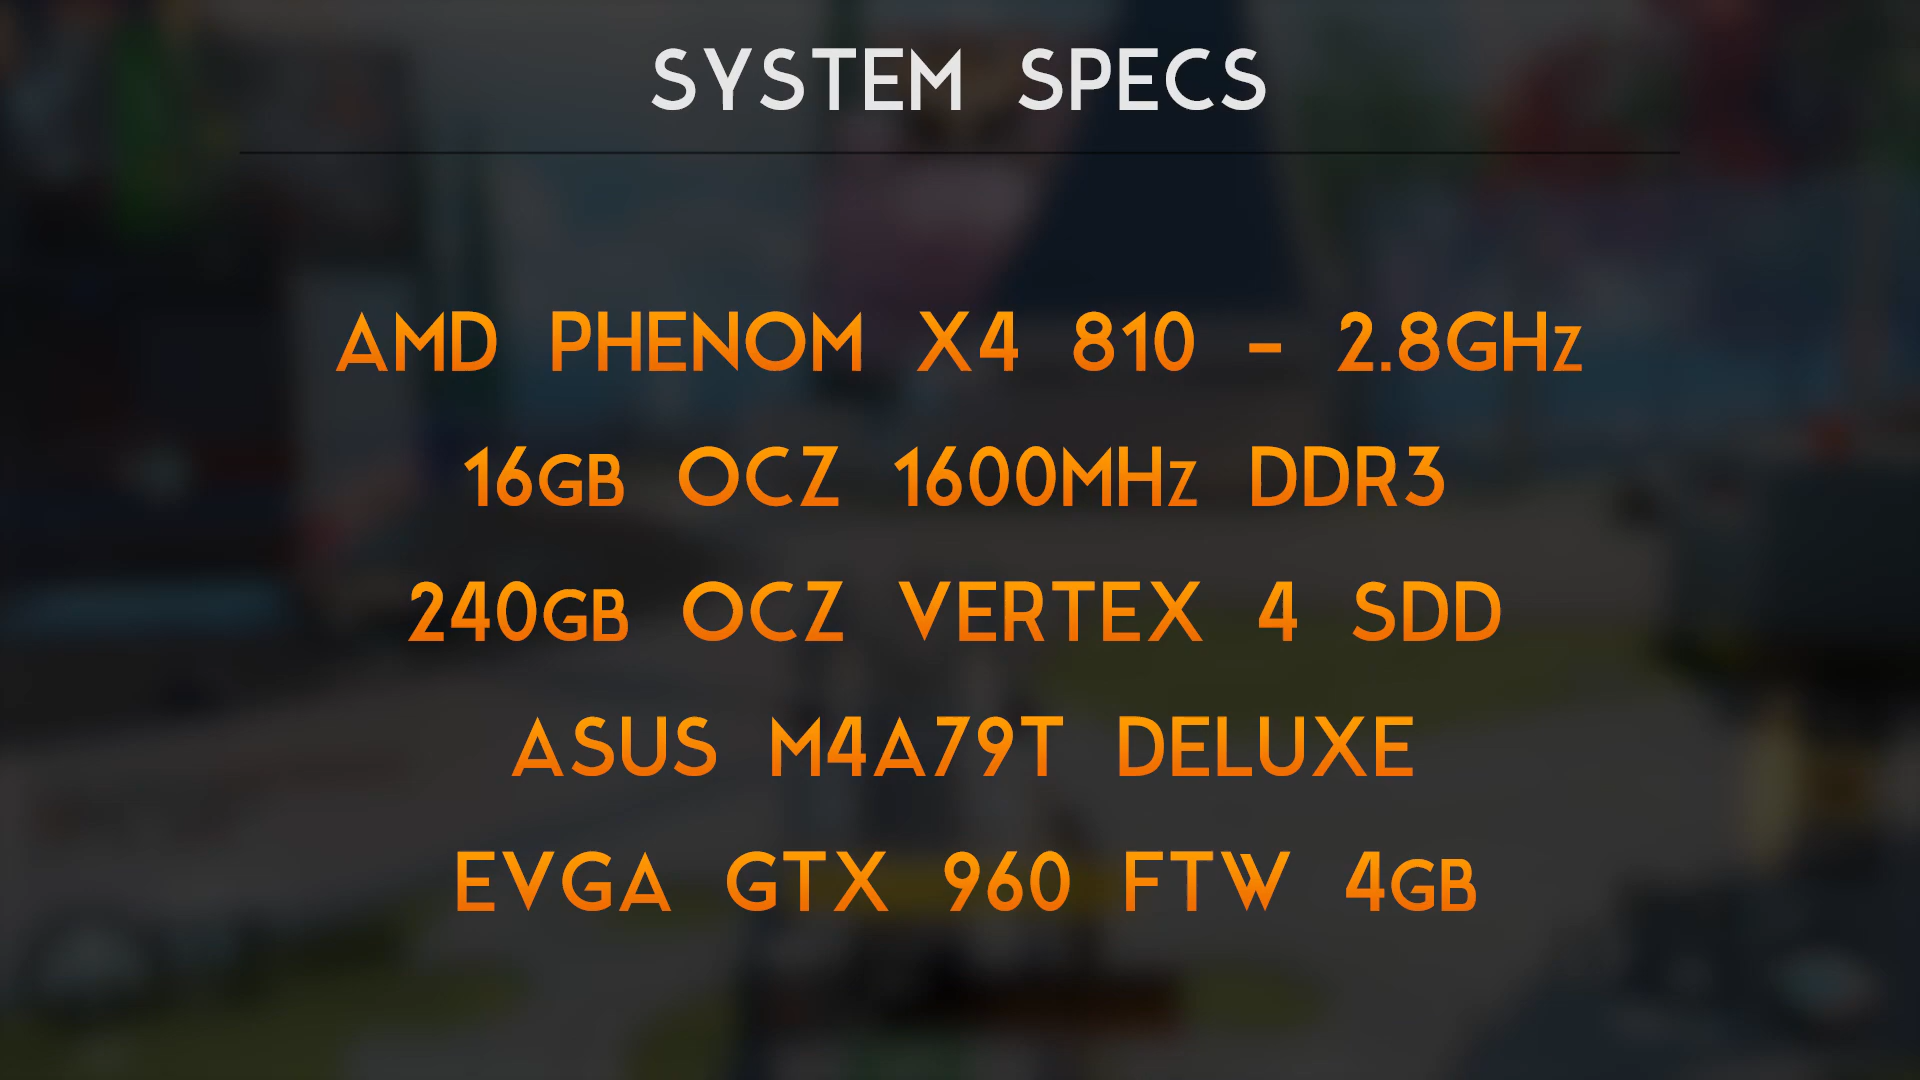 SYSTEM SPECS
AMD PHENOM X4 810 - 2.8GHz
16GB OCZ 1600MHz DDR3
240GB OCZ VERTEX 4 SDD
ASUS M4A79T DELUXE
EVGA GTX 960 FTW 4GB